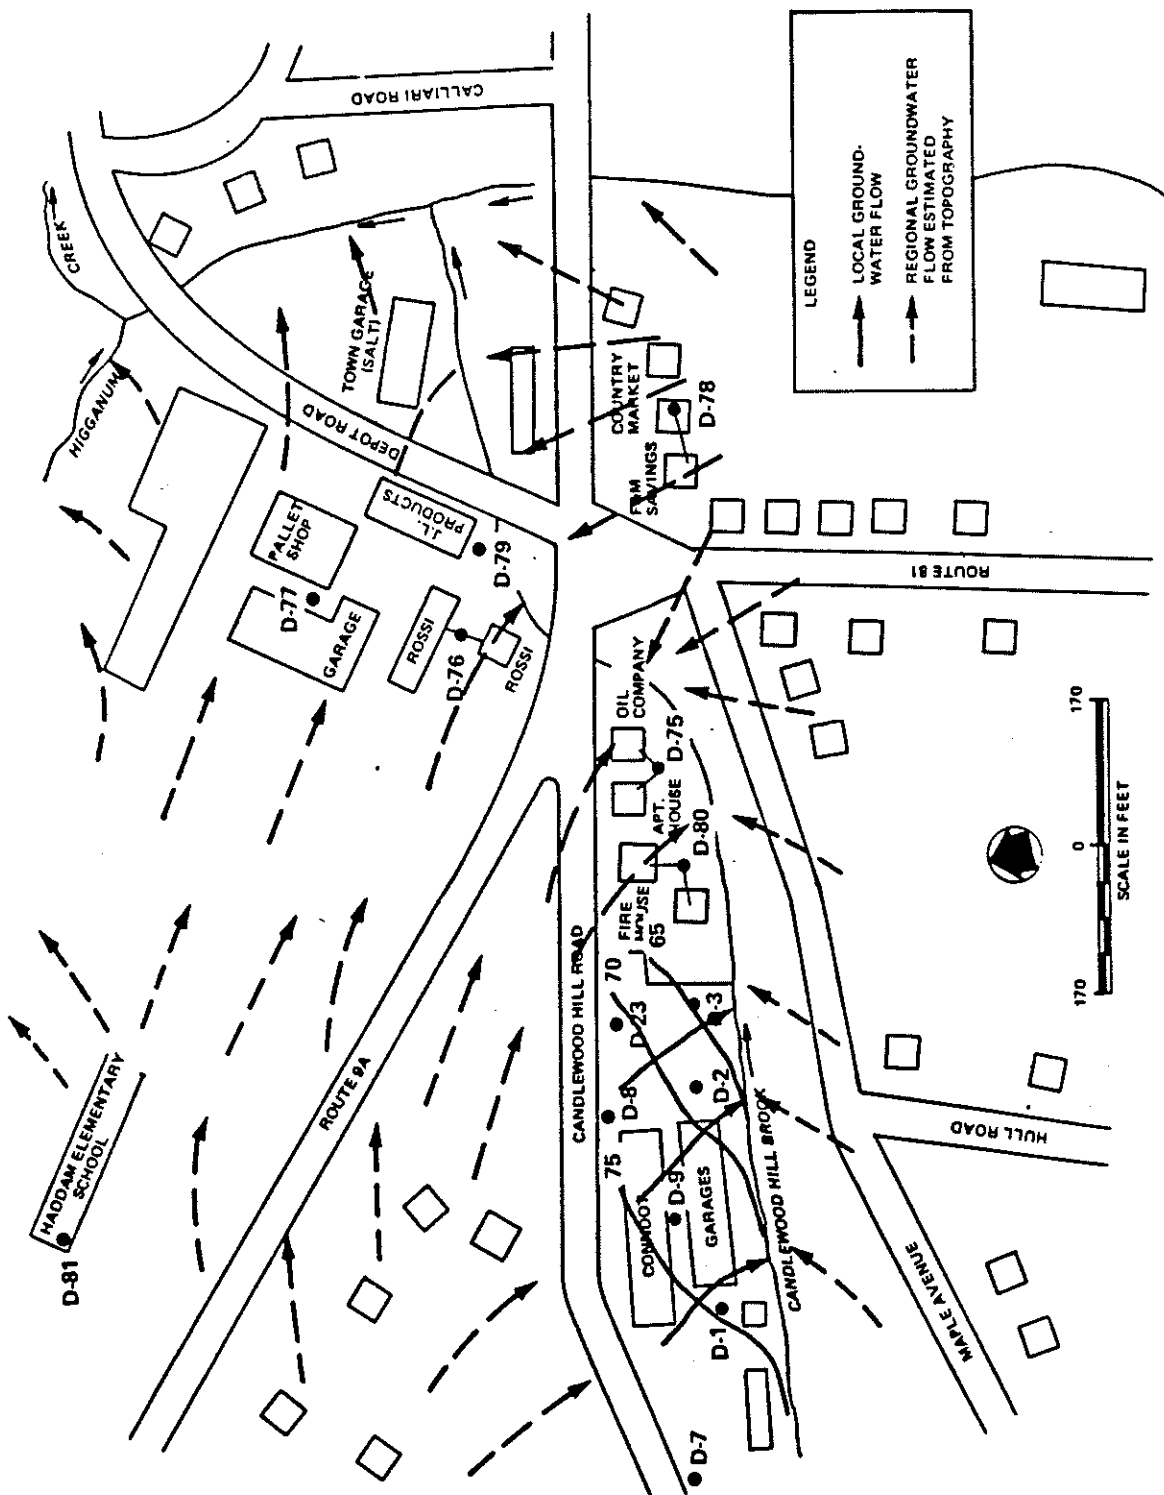 HADDAM ELEMENTARY
SCHOOL
D-81
HIGGANUM
CREEK
ROUTE 9A
PALLET
SHOP
D-77
GARAGE
ROSSI
D-76
ROSSI
J.L.
PRODUCTS
D-79
DEPOT ROAD
TOWN GARAGE
(SALT)
CALLIARI ROAD
CANDLEWOOD HILL ROAD
OIL
COMPANY
D-75
APT.
HOUSE
D-80
FIRE
HOUSE
65
70
75
D-23
D-3
D-8
D-2
D-9
GARAGES
D-1
D-7
CANDLEWOOD HILL BROOK
COUNTRY
MARKET
D-78
SAVINGS
ROUTE 81
HULL ROAD
MAPLE AVENUE
LEGEND
LOCAL GROUND-
WATER FLOW
REGIONAL GROUNDWATER
FLOW ESTIMATED
FROM TOPOGRAPHY
170 0 170
SCALE IN FEET